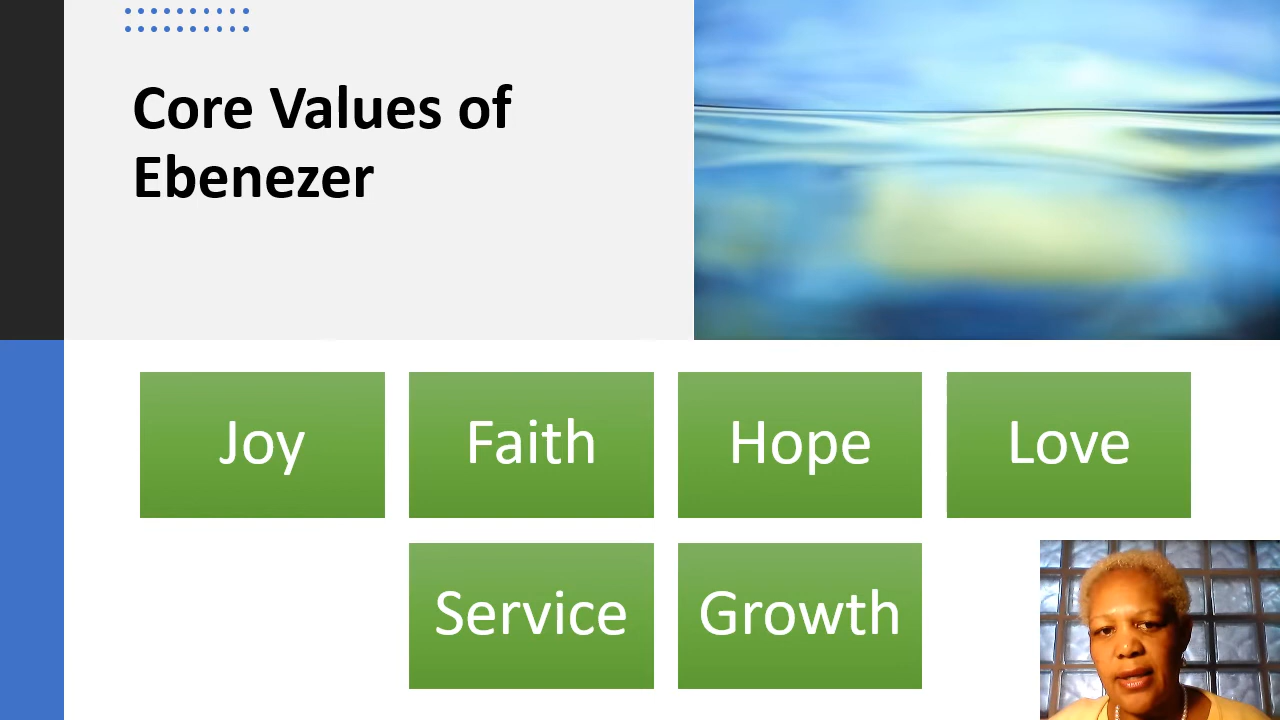 Core Values of
Ebenezer
Joy
Faith
Hope
Love
Service
Growth